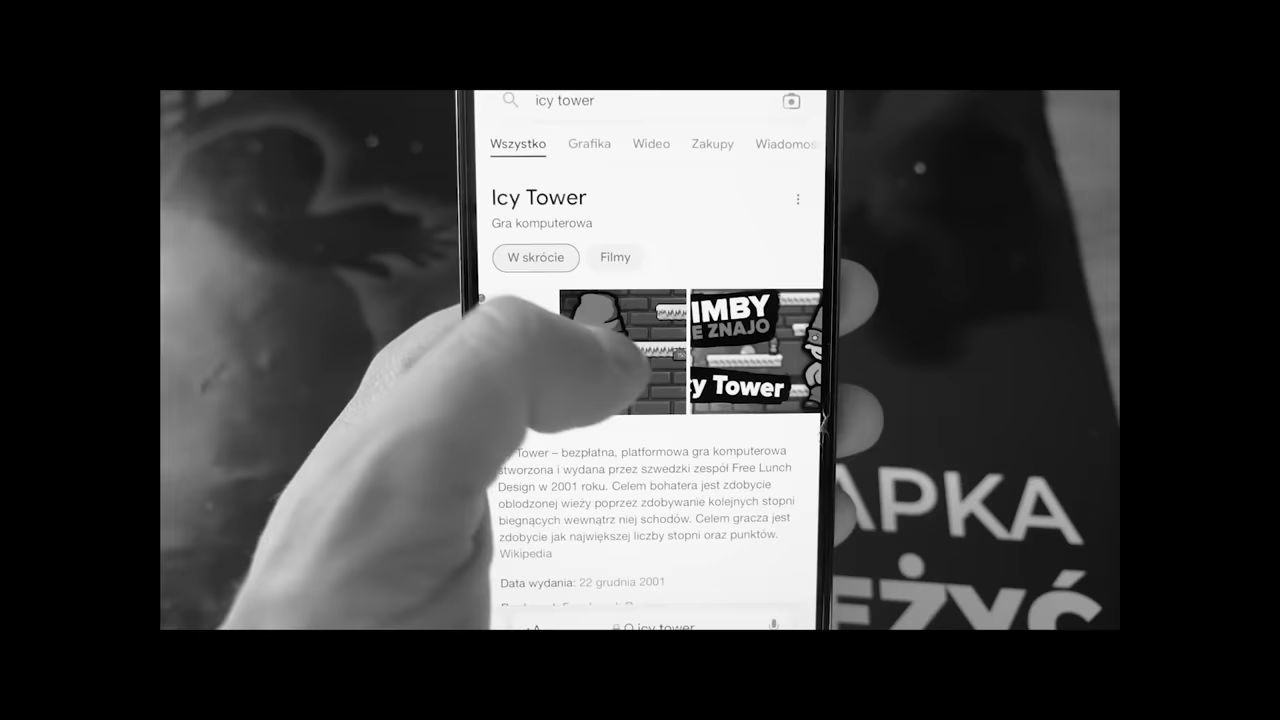 icy tower
Wszystko Grafika Wideo Zakupy Wiadomoś
Icy Tower
Gra komputerowa
W skrócie Filmy
IMBY
E ZNAJO
y Tower
Tower – bezpłatna, platformowa gra komputerowa
stworzona i wydana przez szwedzki zespół Free Lunch
Design w 2001 roku. Celem bohatera jest zdobycie
oblodzonej wieży poprzez zdobywanie kolejnych stopni
biegnących wewnątrz niej schodów. Celem gracza jest
zdobycie jak największej liczby stopni oraz punktów.
Wikipedia
Data wydania: 22 grudnia 2001
icy tower
APKA
EŻYĆ